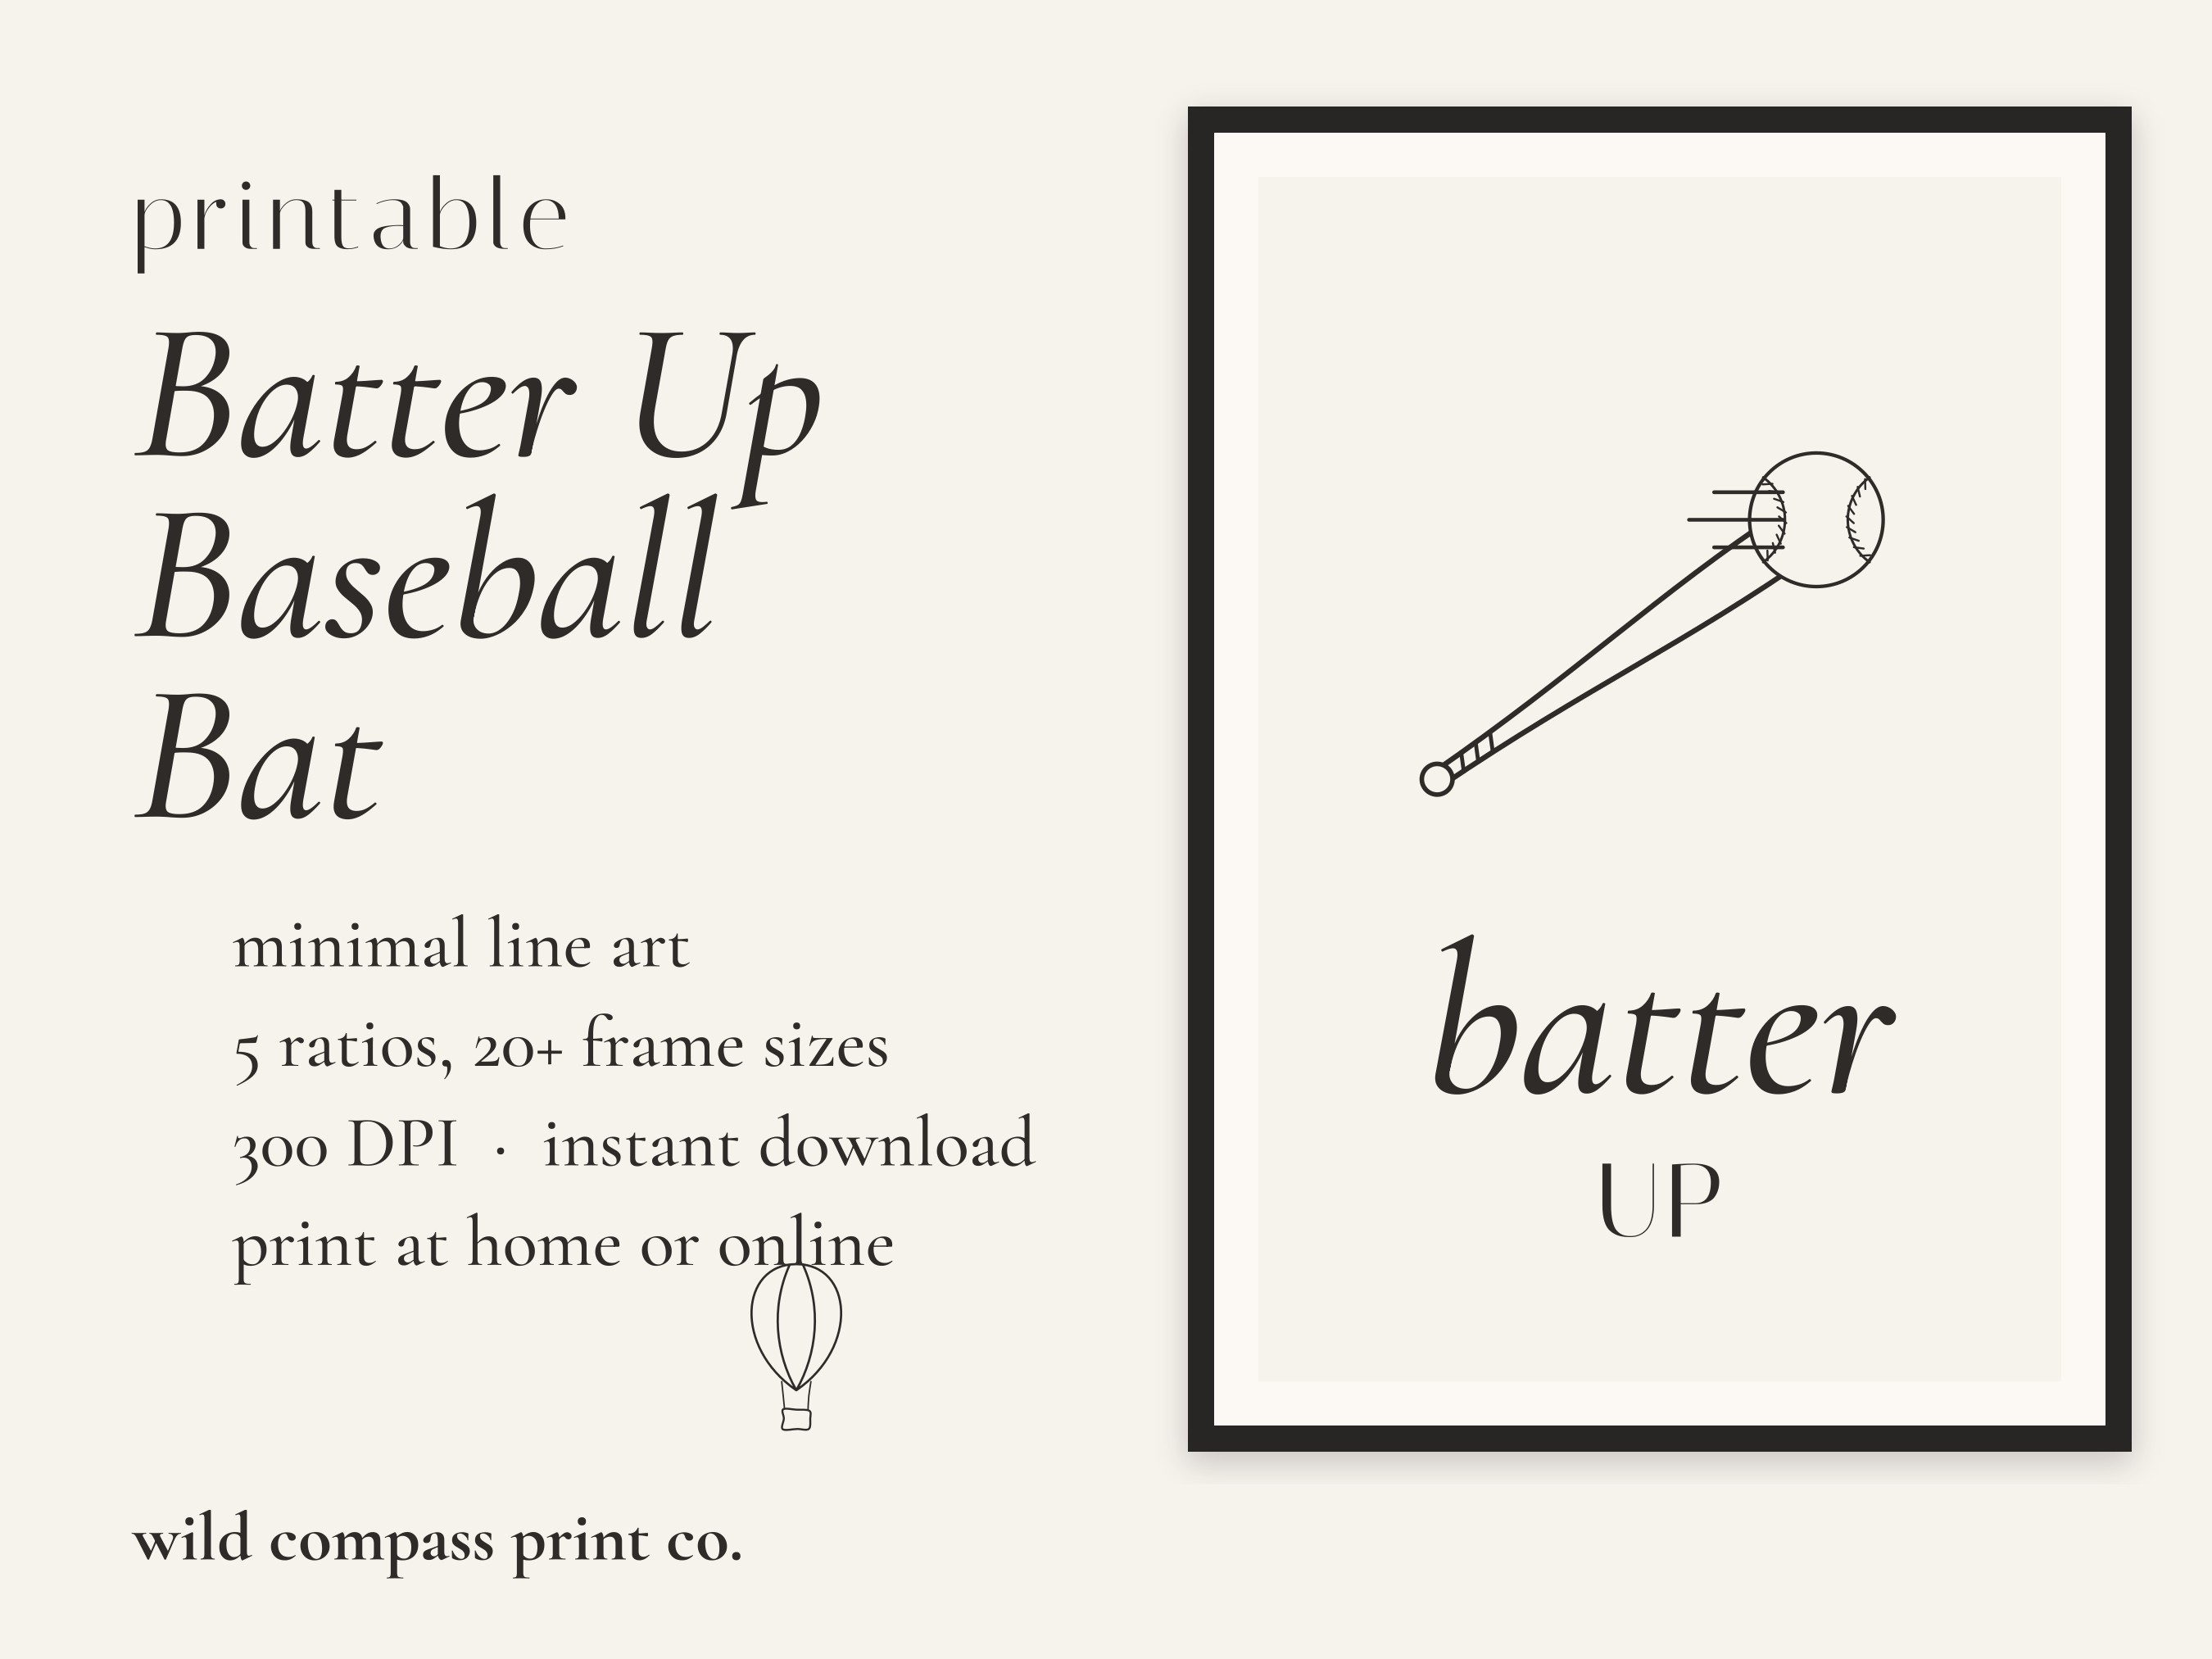 printable
Batter Up
Baseball
Bat
minimal line art
5 ratios, 20+ frame sizes
300 DPI · instant download
print at home or online
wild compass print co.
batter
UP